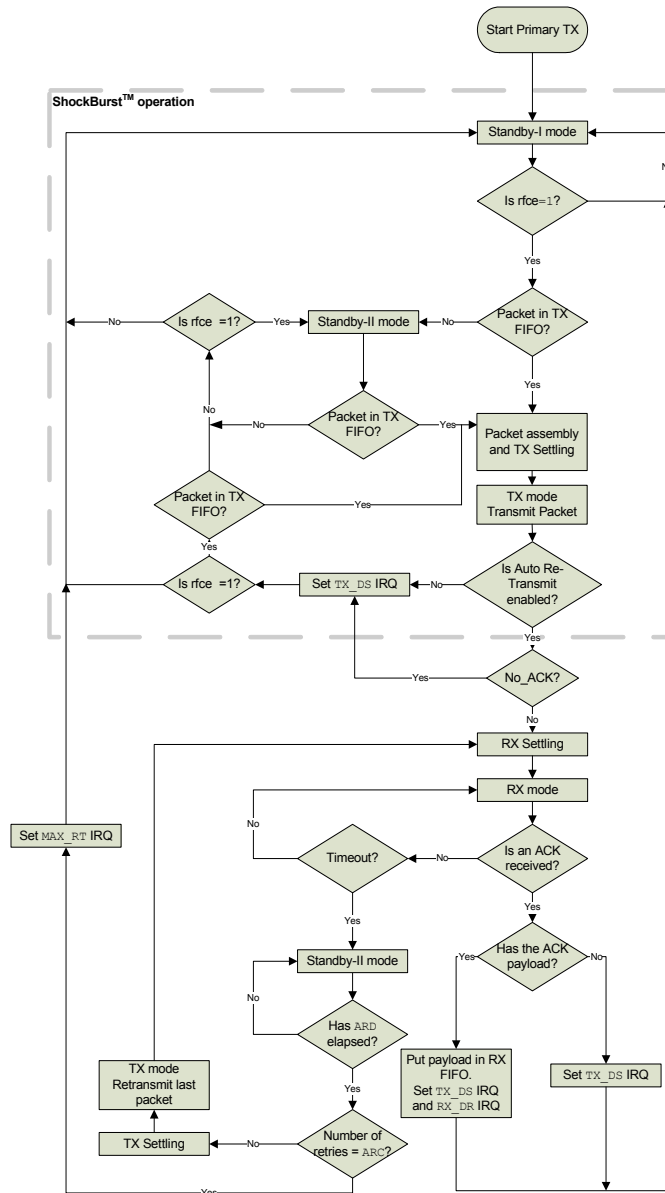 Start Primary TX
ShockBurst™ operation
Standby-I mode
Is rfce=1?
Yes
Packet in TX
FIFO?
No
Standby-II mode
Yes
Is rfce =1?
No
Yes
Packet in TX
FIFO?
No
Yes
No
Packet assembly
and TX Settling
Packet in TX
FIFO?
Yes
TX mode
Transmit Packet
Yes
Is Auto Re-
Transmit
enabled?
No
Set TX_DS IRQ
Is rfce =1?
Yes
No_ACK?
Yes
No
RX Settling
RX mode
No
Set MAX_RT IRQ
Timeout?
No
Is an ACK
received?
Yes
Yes
Has the ACK
payload?
Yes
No
Standby-II mode
No
Has ARD
elapsed?
Yes
TX mode
Retransmit last
packet
Put payload in RX
FIFO.
Set TX_DS IRQ
and RX_DR IRQ
Set TX_DS IRQ
TX Settling
No
Number of
retries = ARC?
Yes